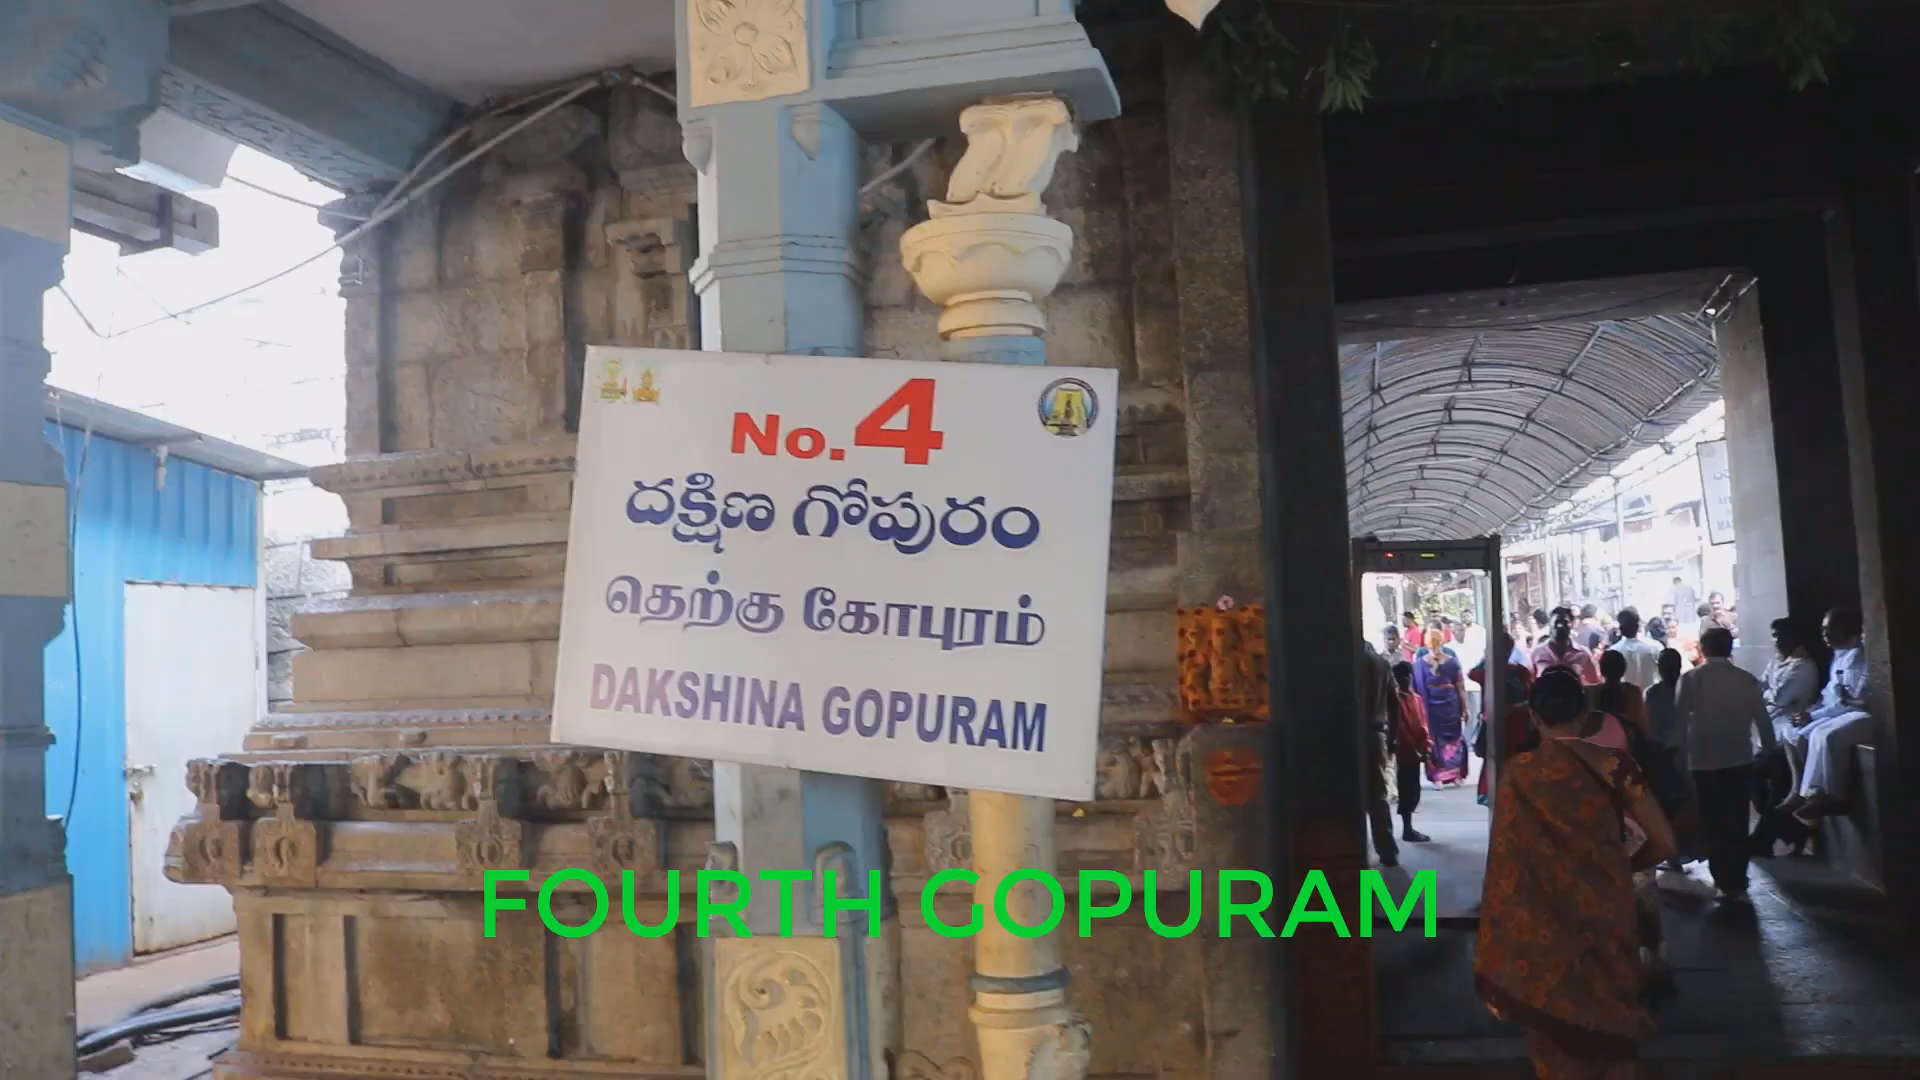 No.4
దక్షిణ గోపురం
தெற்கு கோபுரம்
DAKSHINA GOPURAM
FOURTH GOPURAM